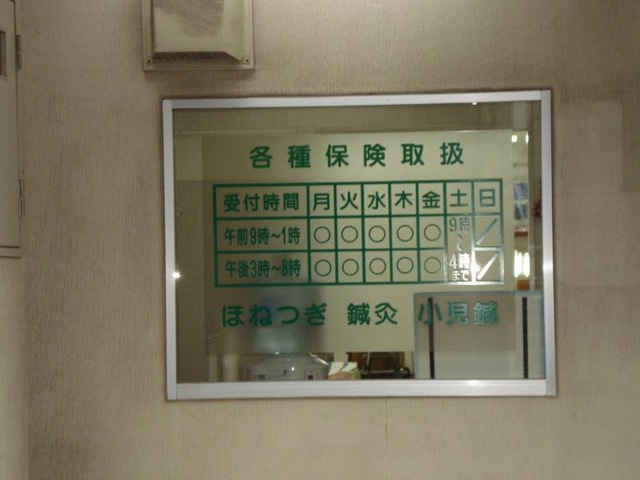 各種保険取扱
受付時間 月 火 水 木 金 土 日
午前9時～1時 ○ ○ ○ ○ ○ 9時～4時まで ／
午後3時～8時 ○ ○ ○ ○ ○ ／
ほねつぎ 鍼灸 小児鍼